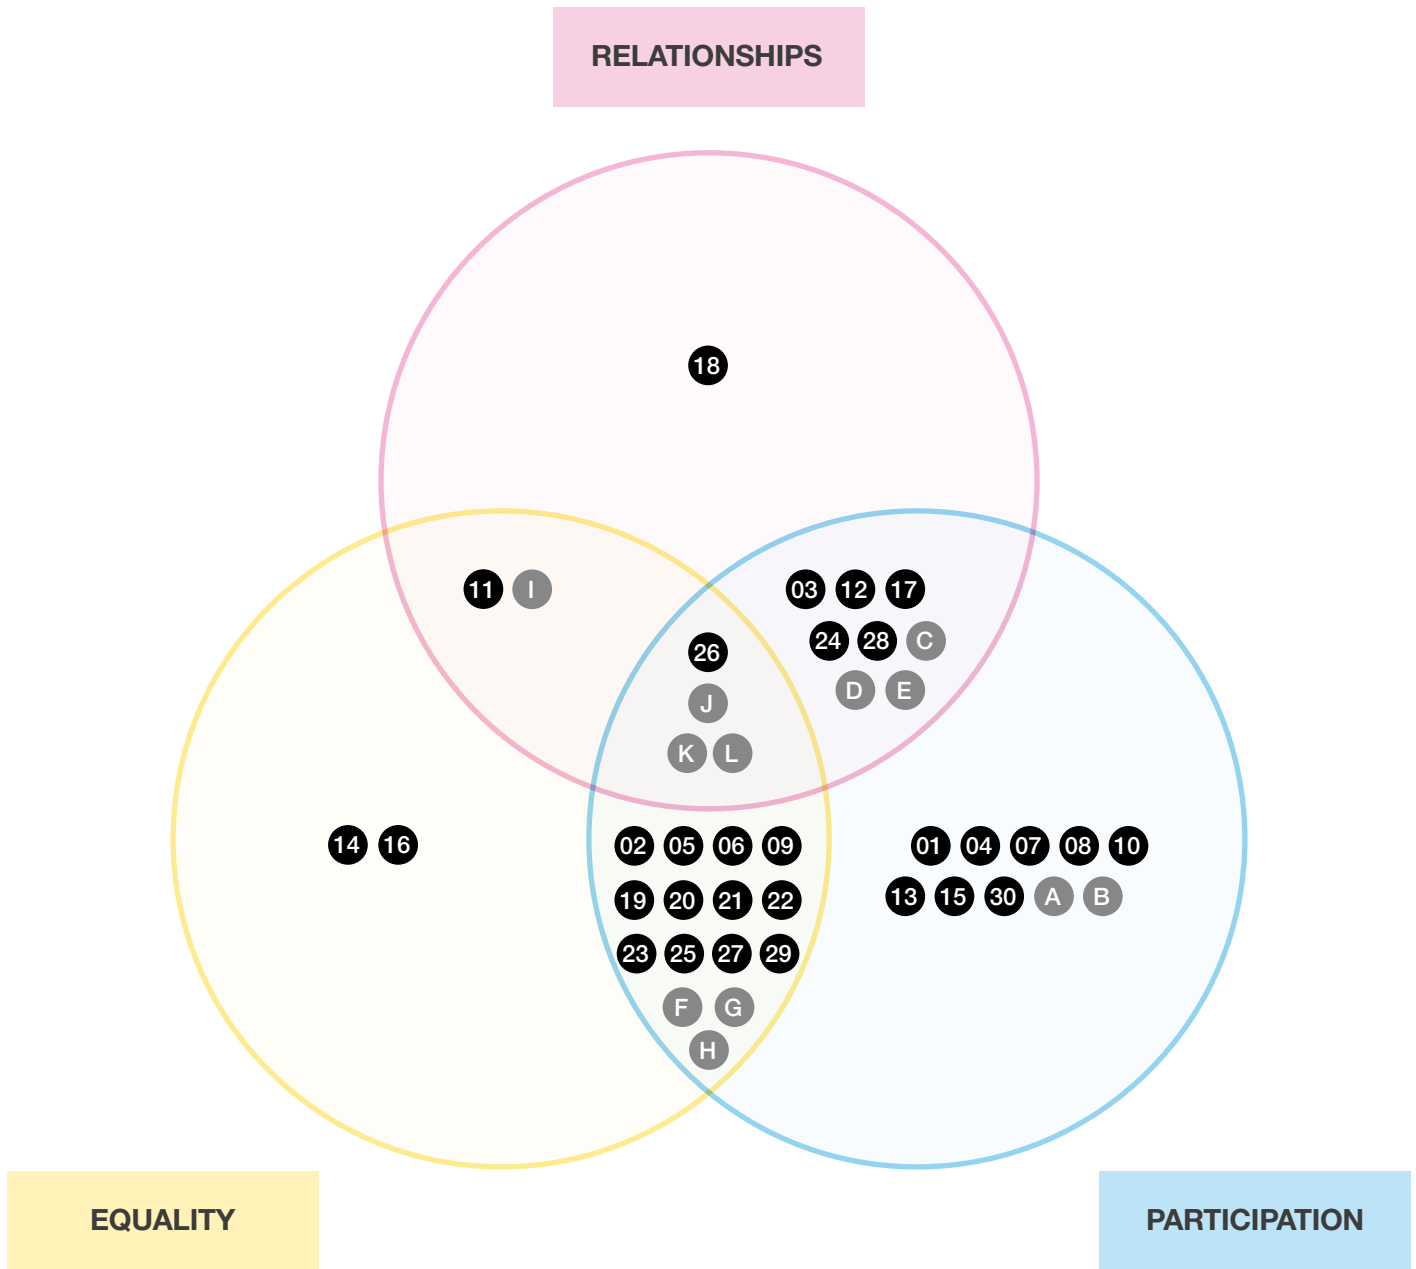 RELATIONSHIPS
18
11 I
03 12 17
24 28 C
D E
26
J
K L
14 16
02 05 06 09
19 20 21 22
23 25 27 29
F G
H
01 04 07 08 10
13 15 30 A B
EQUALITY
PARTICIPATION